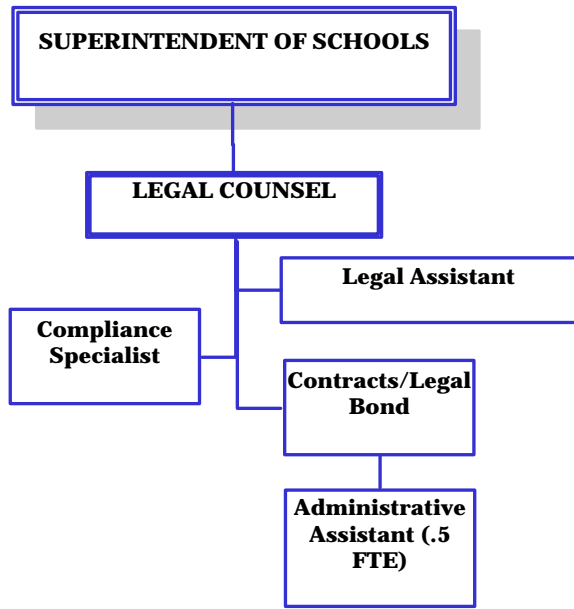 SUPERINTENDENT OF SCHOOLS
LEGAL COUNSEL
Legal Assistant
Compliance
Specialist
Contracts/Legal
Bond
Administrative
Assistant (.5
FTE)